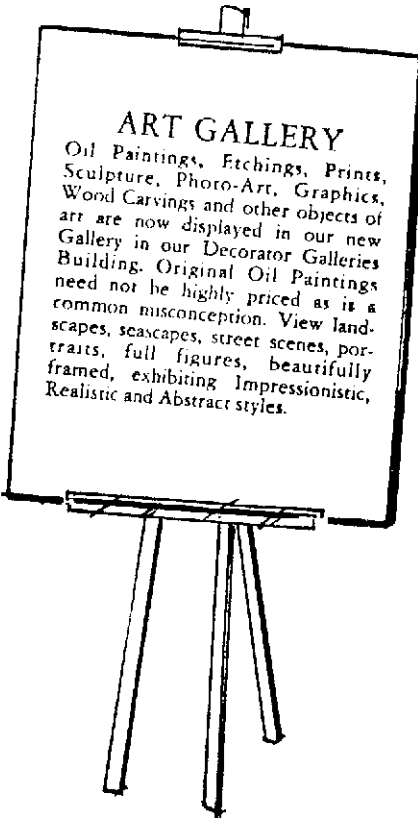 ART GALLERY
Oil Paintings, Etchings, Prints,
Sculpture, Photo-Art, Graphics,
Wood Carvings and other objects of
art are now displayed in our new
Gallery in our Decorator Galleries
Building. Original Oil Paintings
need not be highly priced as is a
common misconception. View land-
scapes, seascapes, street scenes, por-
traits, full figures, beautifully
framed, exhibiting Impressionistic,
Realistic and Abstract styles.